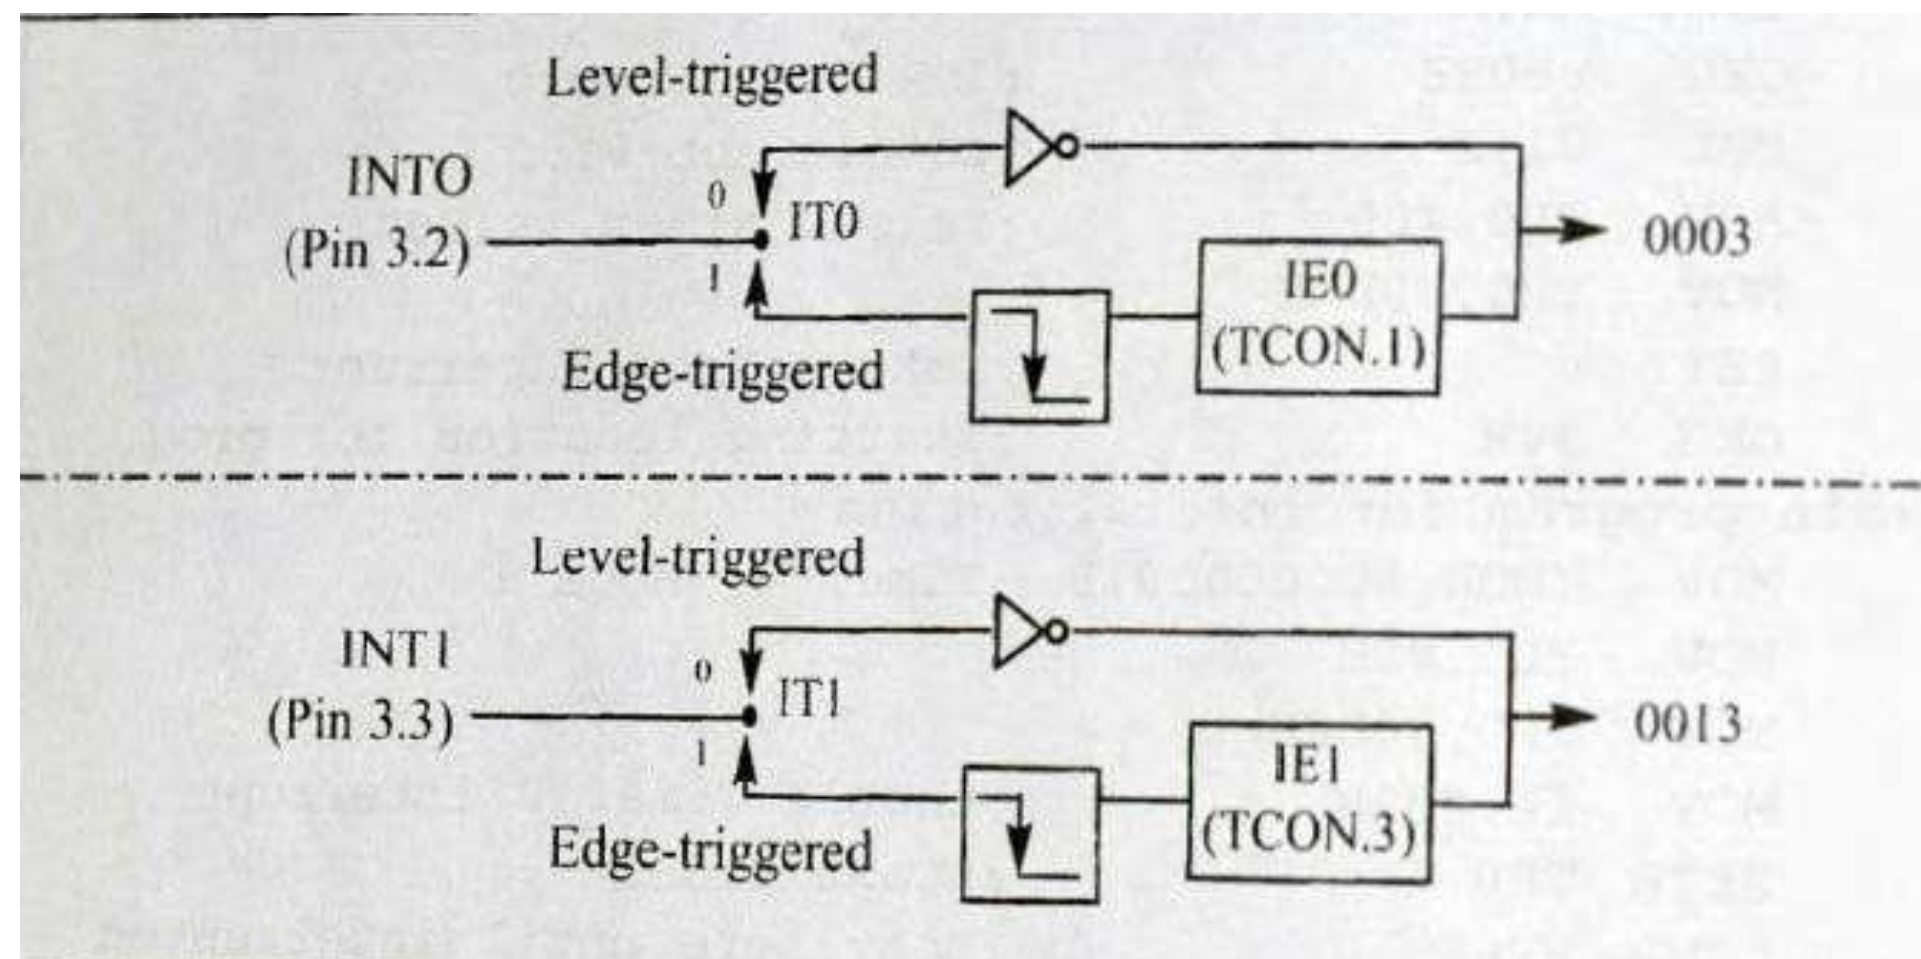 Level-triggered
INTO
(Pin 3.2)
0
IT0
1
0003
IE0
(TCON.1)
Edge-triggered
Level-triggered
INT1
(Pin 3.3)
0
IT1
1
0013
IE1
(TCON.3)
Edge-triggered